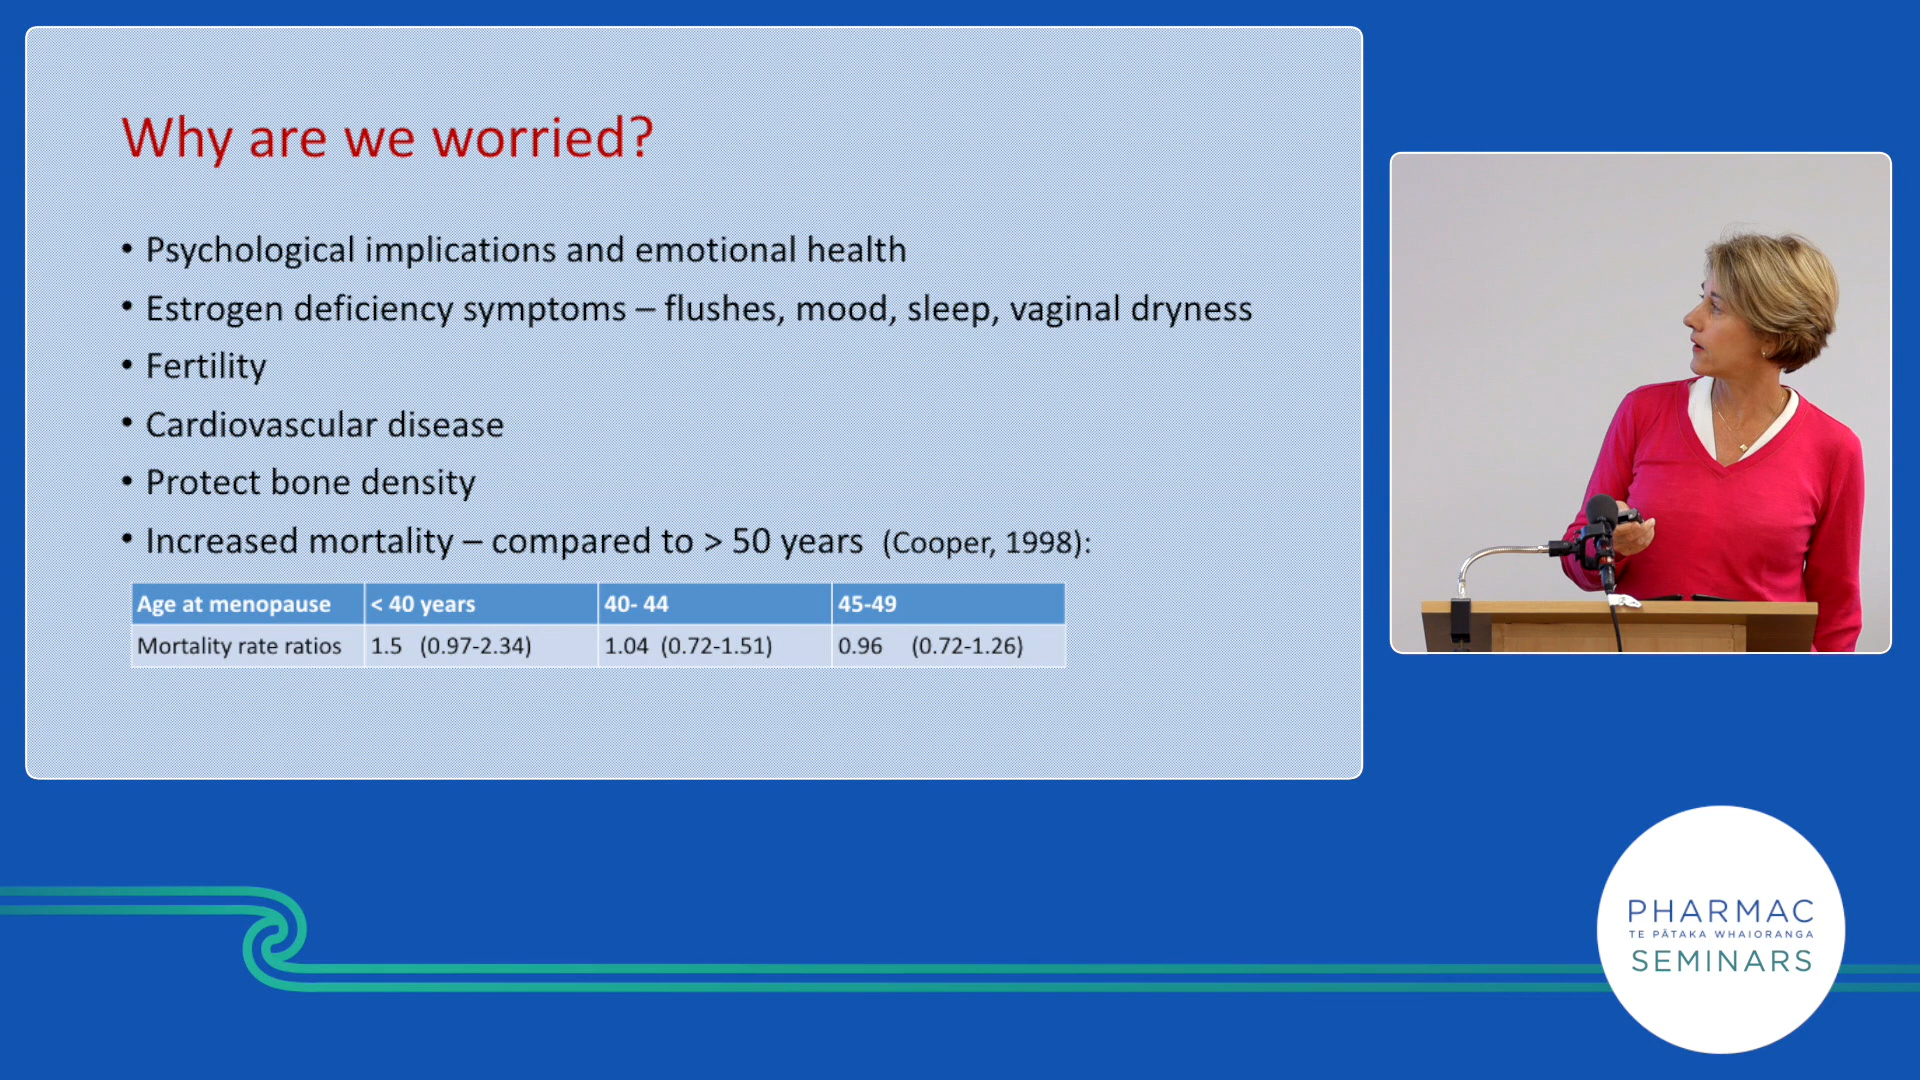 Why are we worried?
• Psychological implications and emotional health
• Estrogen deficiency symptoms – flushes, mood, sleep, vaginal dryness
• Fertility
• Cardiovascular disease
• Protect bone density
• Increased mortality – compared to > 50 years (Cooper, 1998):
Age at menopause < 40 years 40- 44 45-49
Mortality rate ratios 1.5 (0.97-2.34) 1.04 (0.72-1.51) 0.96 (0.72-1.26)
PHARMAC
TE PĀTAKA WHAIORANGA
SEMINARS